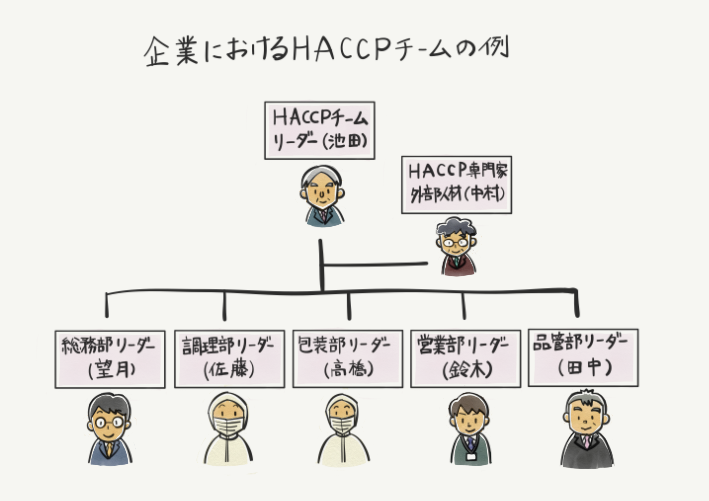 企業におけるHACCPチームの例
HACCPチーム
リーダー(池田)
HACCP専門家
外部人材(中村)
総務部リーダー
(望月)
調理部リーダー
(佐藤)
包装部リーダー
(高橋)
営業部リーダー
(鈴木)
品管部リーダー
(田中)